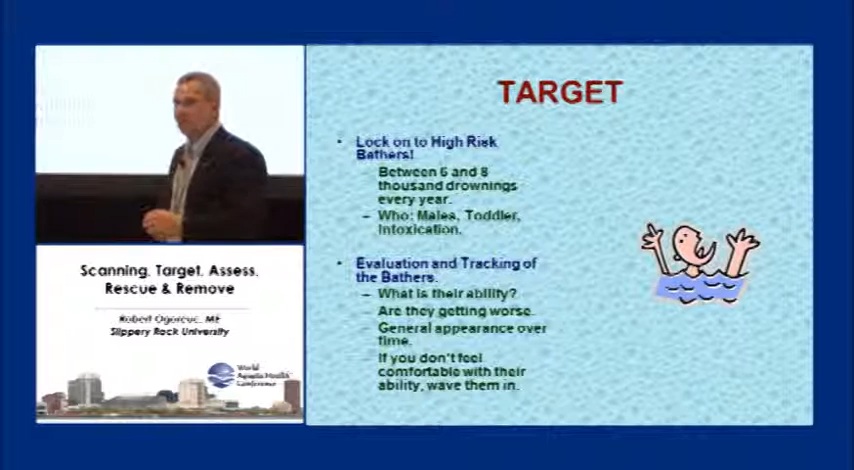 TARGET
• Lock on to High Risk
Bathers!
Between 6 and 8
thousand drownings
every year.
– Who: Males, Toddler,
Intoxication.
• Evaluation and Tracking of
the Bathers.
– What is their ability?
Are they getting worse.
General appearance over
time.
If you don't feel
comfortable with their
ability, wave them in.
Scanning, Target, Assess,
Rescue & Remove
Robert Ogoreuc, ME
Slippery Rock University
World
Aquatic Health
Conference